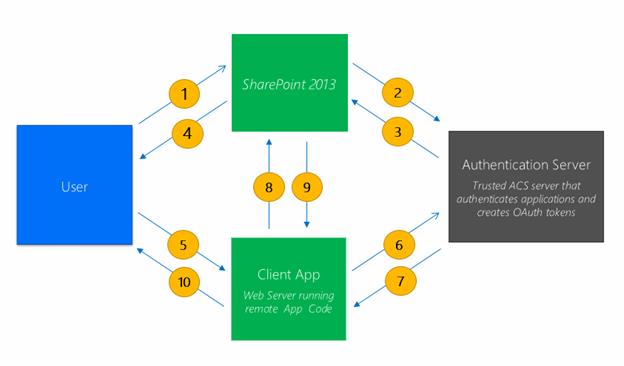 SharePoint 2013
1
2
4
3
User
Authentication Server
Trusted ACS server that
authenticates applications and
creates OAuth tokens
8
9
5
6
10
7
Client App
Web Server running
remote App Code